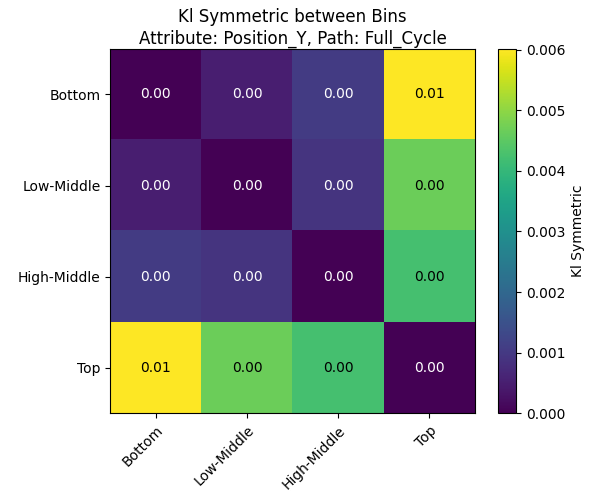 Kl Symmetric between Bins
Attribute: Position_Y, Path: Full_Cycle
Bottom
0.00 0.00 0.00 0.01
Low-Middle
0.00 0.00 0.00 0.00
High-Middle
0.00 0.00 0.00 0.00
Top
0.01 0.00 0.00 0.00
Bottom
Low-Middle
High-Middle
Top
0.006
0.005
0.004
0.003
0.002
0.001
0.000
Kl Symmetric